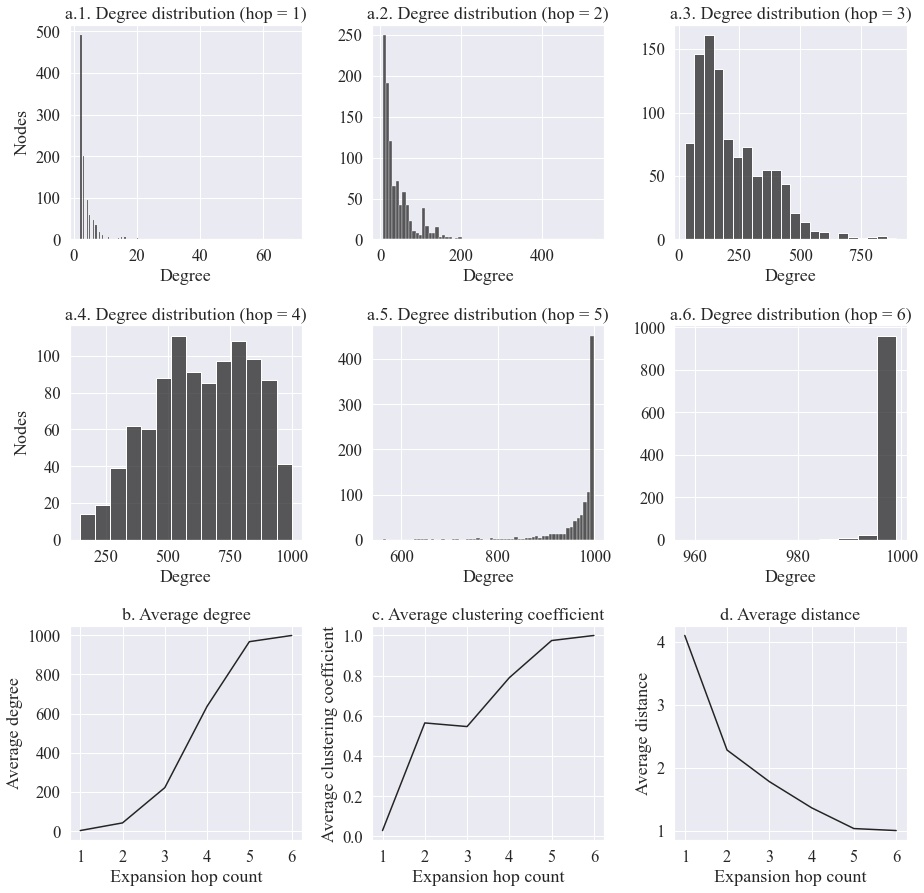 a.1. Degree distribution (hop = 1)
a.2. Degree distribution (hop = 2)
a.3. Degree distribution (hop = 3)
Nodes
500
400
300
200
100
0
250
200
150
100
50
0
150
100
50
0
0 20 40 60
0 200 400
0 250 500 750
Degree
Degree
Degree
a.4. Degree distribution (hop = 4)
a.5. Degree distribution (hop = 5)
a.6. Degree distribution (hop = 6)
Nodes
100
80
60
40
20
0
400
300
200
100
0
1000
800
600
400
200
0
250 500 750 1000
600 800 1000
960 980 1000
Degree
Degree
Degree
b. Average degree
c. Average clustering coefficient
d. Average distance
Average degree
1000
800
600
400
200
0
Average clustering coefficient
1.0
0.8
0.6
0.4
0.2
0.0
Average distance
4
3
2
1
1 2 3 4 5 6
1 2 3 4 5 6
1 2 3 4 5 6
Expansion hop count
Expansion hop count
Expansion hop count